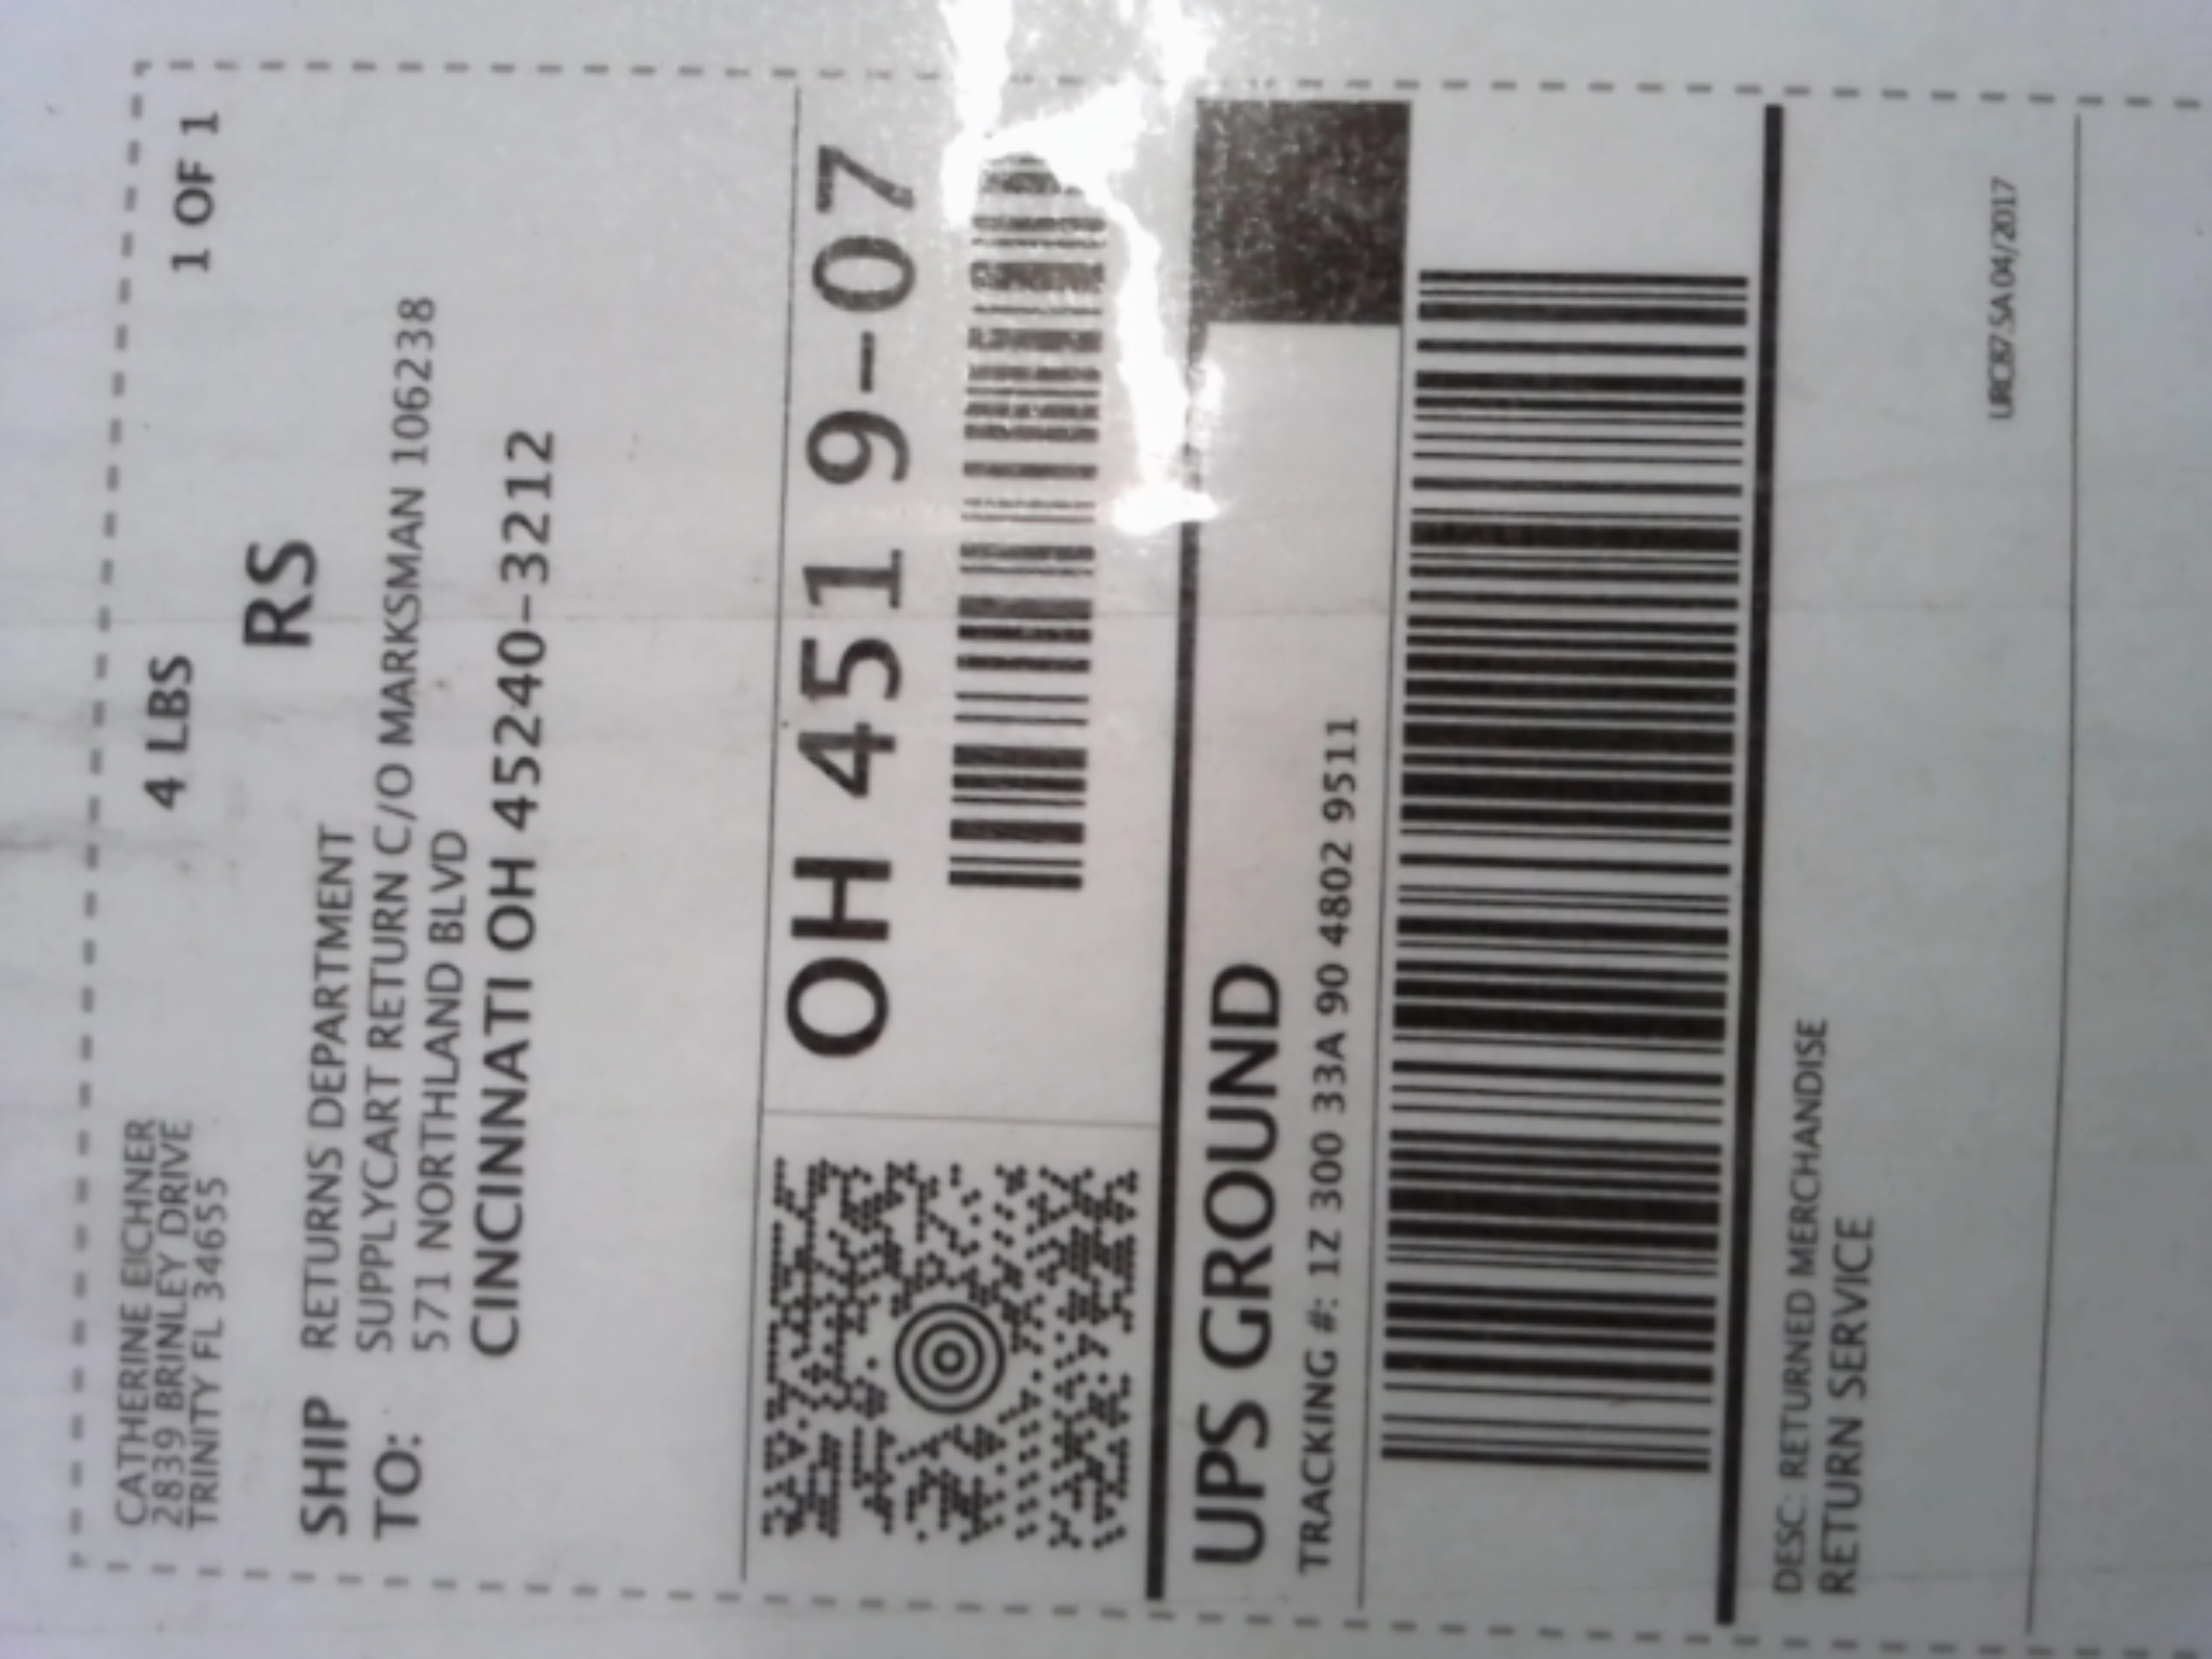 CATHERINE EICHNER
2839 BRINLEY DRIVE
TRINITY FL 34655
4 LBS
1 OF 1
RS
SHIP TO:
RETURNS DEPARTMENT
SUPPLYCART RETURN C/O MARKSMAN 106238
571 NORTHLAND BLVD
CINCINNATI OH 45240-3212
OH 451 9-07
UPS GROUND
TRACKING #: 1Z 300 33A 90 4802 9511
DESC: RETURNED MERCHANDISE
RETURN SERVICE
URC87.5A 04/2017